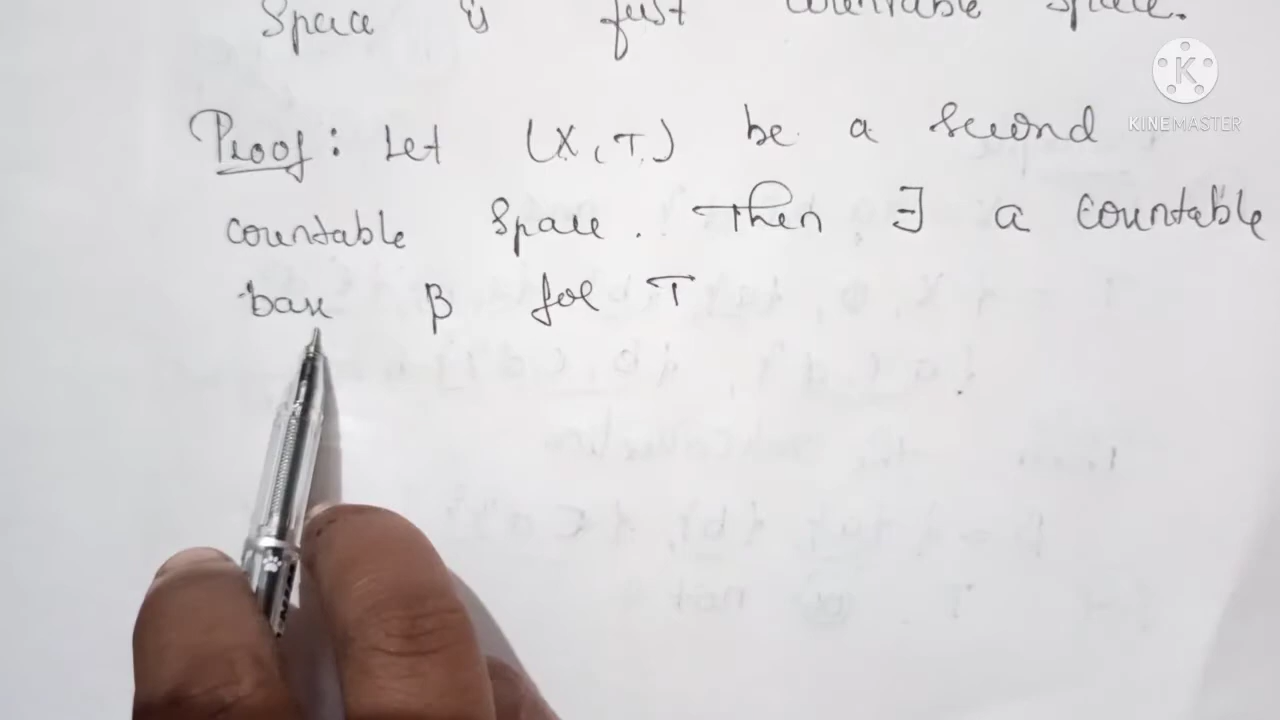 Space is first countable space.
Proof: Let (X, T) be a second
countable space. Then ∃ a countable
base β for T
KINEMASTER